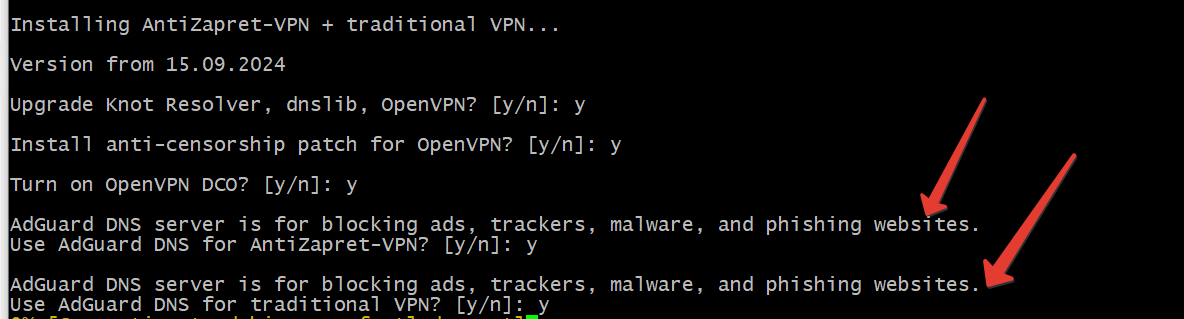 Installing AntiZapret-VPN + traditional VPN...
Version from 15.09.2024
Upgrade Knot Resolver, dnslib, OpenVPN? [y/n]: y
Install anti-censorship patch for OpenVPN? [y/n]: y
Turn on OpenVPN DCO? [y/n]: y
AdGuard DNS server is for blocking ads, trackers, malware, and phishing websites.
Use AdGuard DNS for AntiZapret-VPN? [y/n]: y
AdGuard DNS server is for blocking ads, trackers, malware, and phishing websites.
Use AdGuard DNS for traditional VPN? [y/n]: y